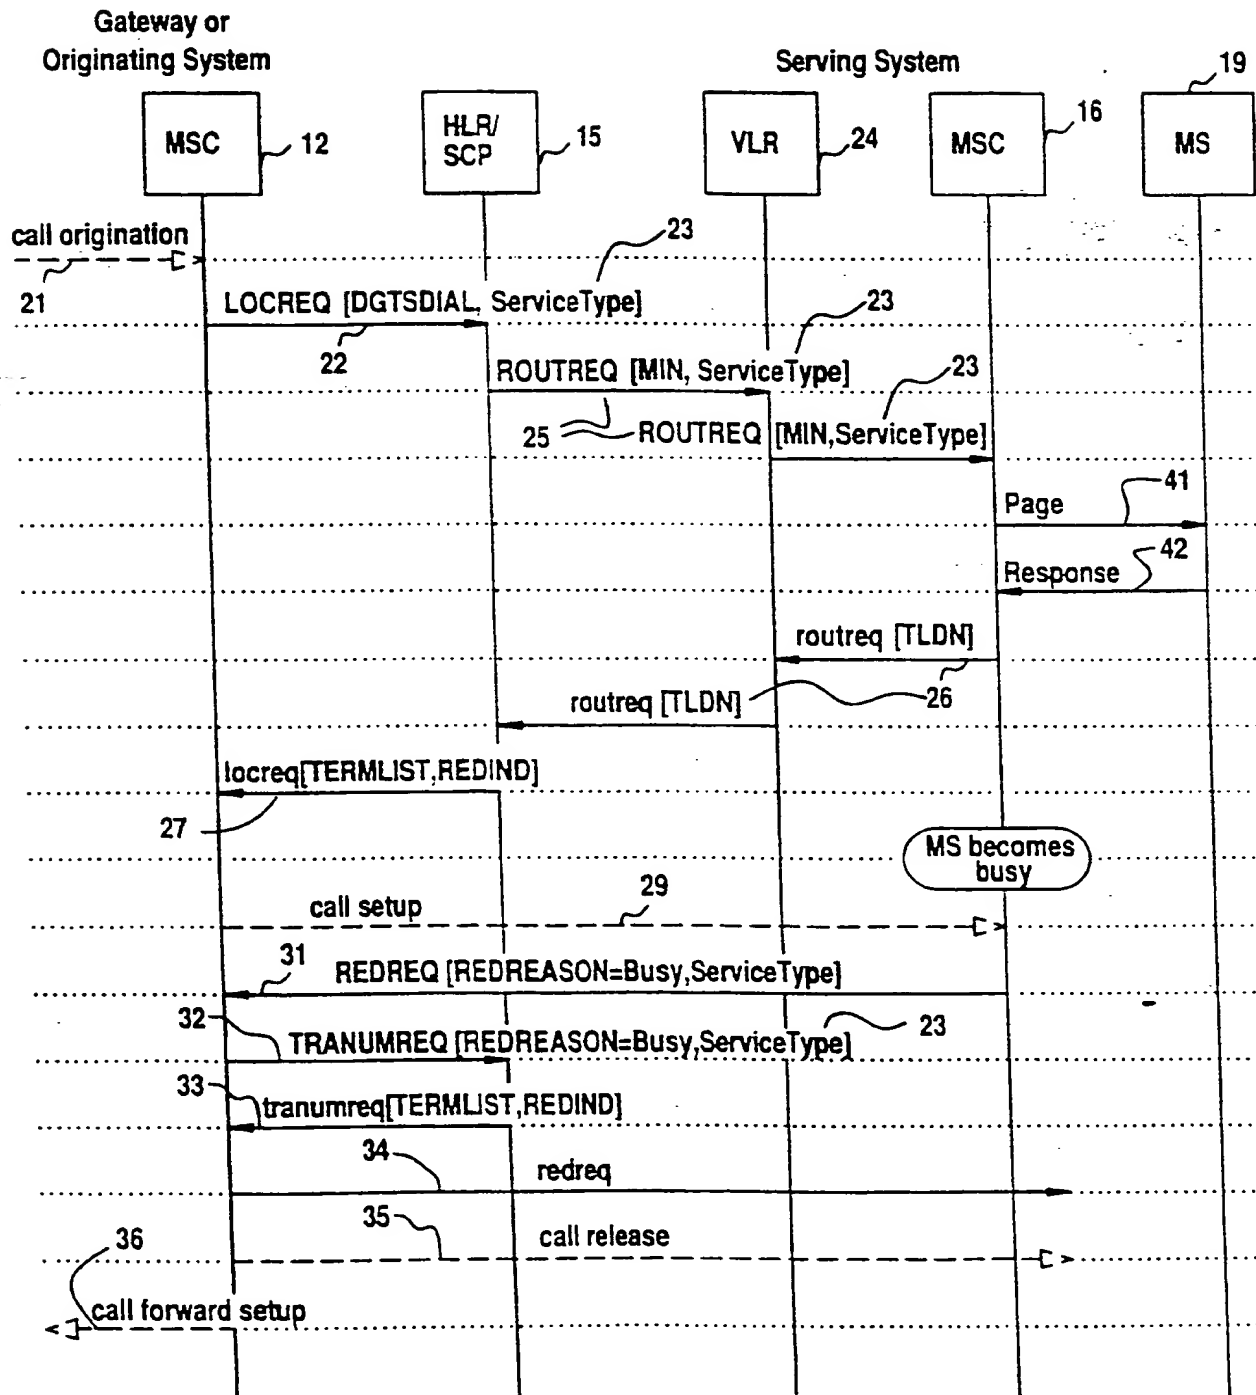 Gateway or
Originating System
Serving System
19
MSC
12
HLR/
SCP
15
VLR
24
MSC
16
MS
call origination
21
23
LOCREQ [DGTSDIAL, ServiceType]
22
23
ROUTREQ [MIN, ServiceType]
23
25
ROUTREQ [MIN,ServiceType]
Page
41
Response
42
routreq [TLDN]
routreq [TLDN]
26
locreq[TERMLIST,REDIND]
27
MS becomes
busy
call setup
29
31
REDREQ [REDREASON=Busy,ServiceType]
32
TRANUMREQ [REDREASON=Busy,ServiceType]
23
33
tranumreq[TERMLIST,REDIND]
34
redreq
35
call release
36
call forward setup